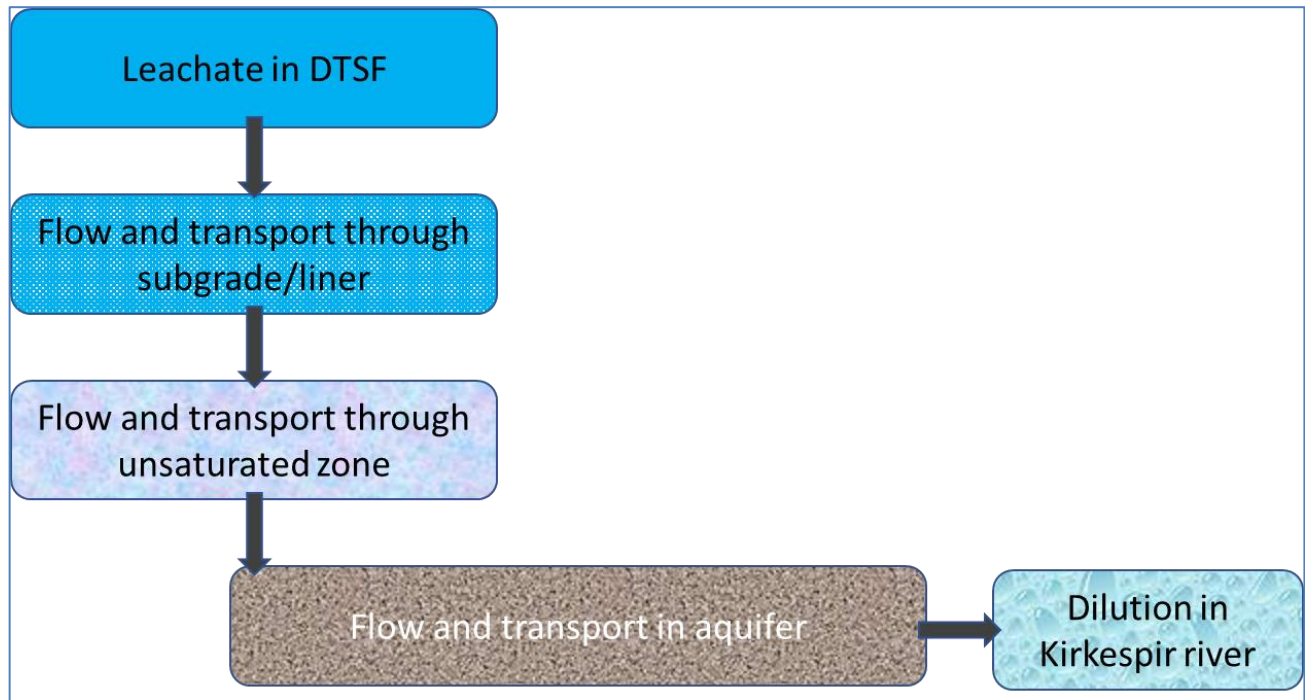 Leachate in DTSF
Flow and transport through
subgrade/liner
Flow and transport through
unsaturated zone
Flow and transport in aquifer
Dilution in
Kirkespir river